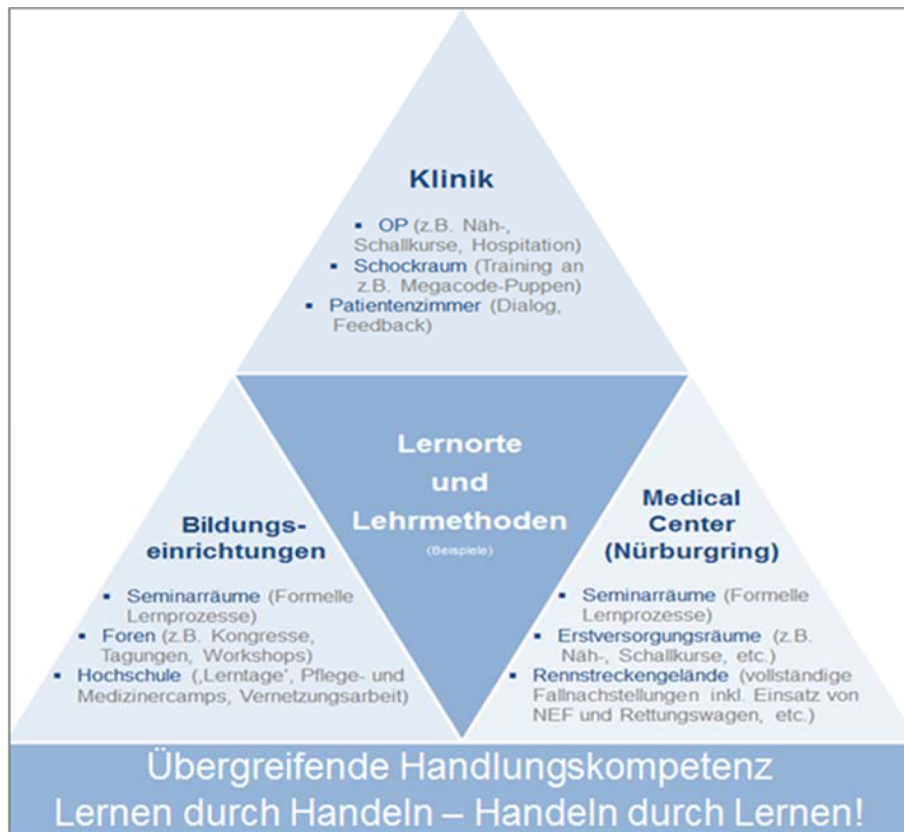 Klinik
▪ OP (z.B. Näh-,
Schallkurse, Hospitation)
▪ Schockraum (Training an
z.B. Megacode-Puppen)
▪ Patientenzimmer (Dialog,
Feedback)
Lernorte
und
Lehrmethoden
(Beispiele)
Bildungs-
einrichtungen
▪ Seminarräume (Formelle
Lernprozesse)
▪ Foren (z.B. Kongresse,
Tagungen, Workshops)
▪ Hochschule (‚Lerntage', Pflege- und
Medizinercamps, Vernetzungsarbeit)
Medical
Center
(Nürburgring)
▪ Seminarräume (Formelle
Lernprozesse)
▪ Erstversorgungsräume (z.B.
Näh-, Schallkurse, etc.)
▪ Rennstreckengelände (vollständige
Fallnachstellungen inkl. Einsatz von
NEF und Rettungswagen, etc.)
Übergreifende Handlungskompetenz
Lernen durch Handeln – Handeln durch Lernen!